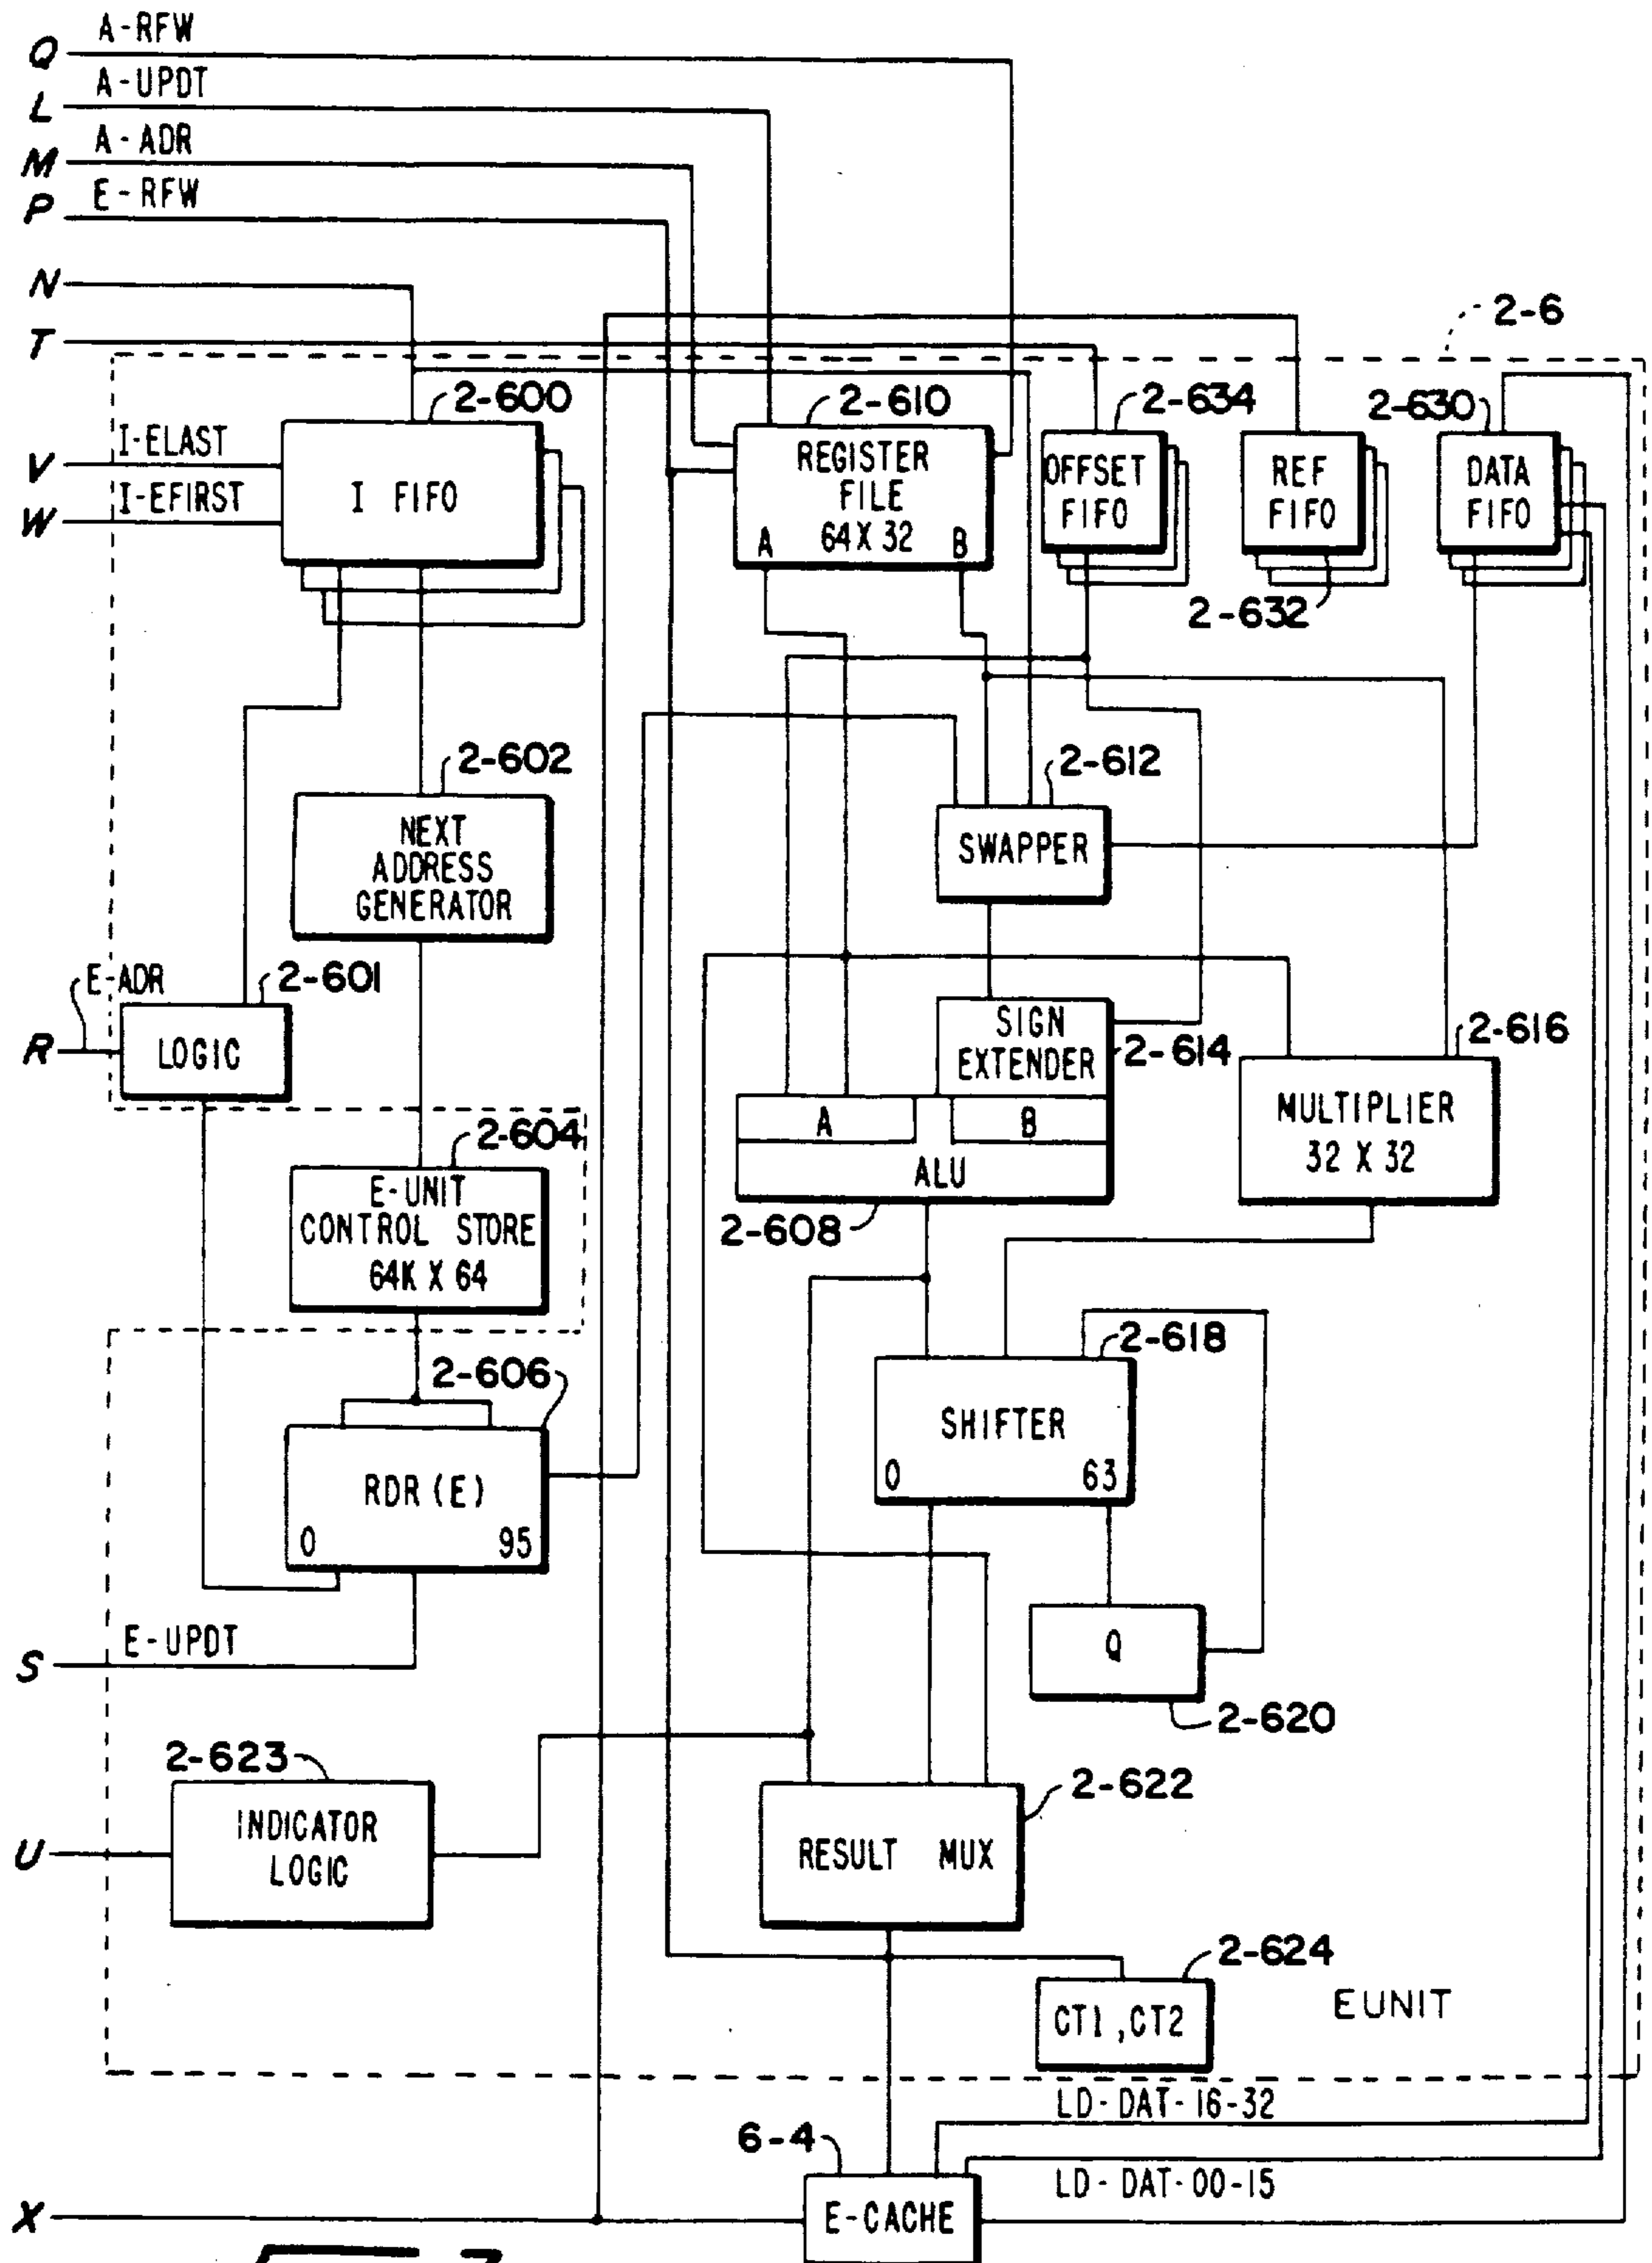 Q A-RFW
L A-UPDT
M A-ADR
P E-RFW
N
T
2-6
2-600
2-610
2-634
2-630
V I-ELAST
W I-EFIRST
I FIFO
REGISTER
FILE
64X32
A B
OFFSET
FIFO
REF
FIFO
DATA
FIFO
2-632
2-602
2-612
NEXT
ADDRESS
GENERATOR
SWAPPER
E-ADR
2-601
R
LOGIC
SIGN
EXTENDER
2-614
2-616
A B
ALU
MULTIPLIER
32 X 32
2-604
E-UNIT
CONTROL STORE
64K X 64
2-608
2-618
2-606
SHIFTER
0 63
RDR (E)
0 95
S E-UPDT
Q
2-620
2-623
2-622
U
INDICATOR
LOGIC
RESULT MUX
2-624
CT1, CT2
EUNIT
LD-DAT-16-32
6-4
LD-DAT-00-15
X
E-CACHE